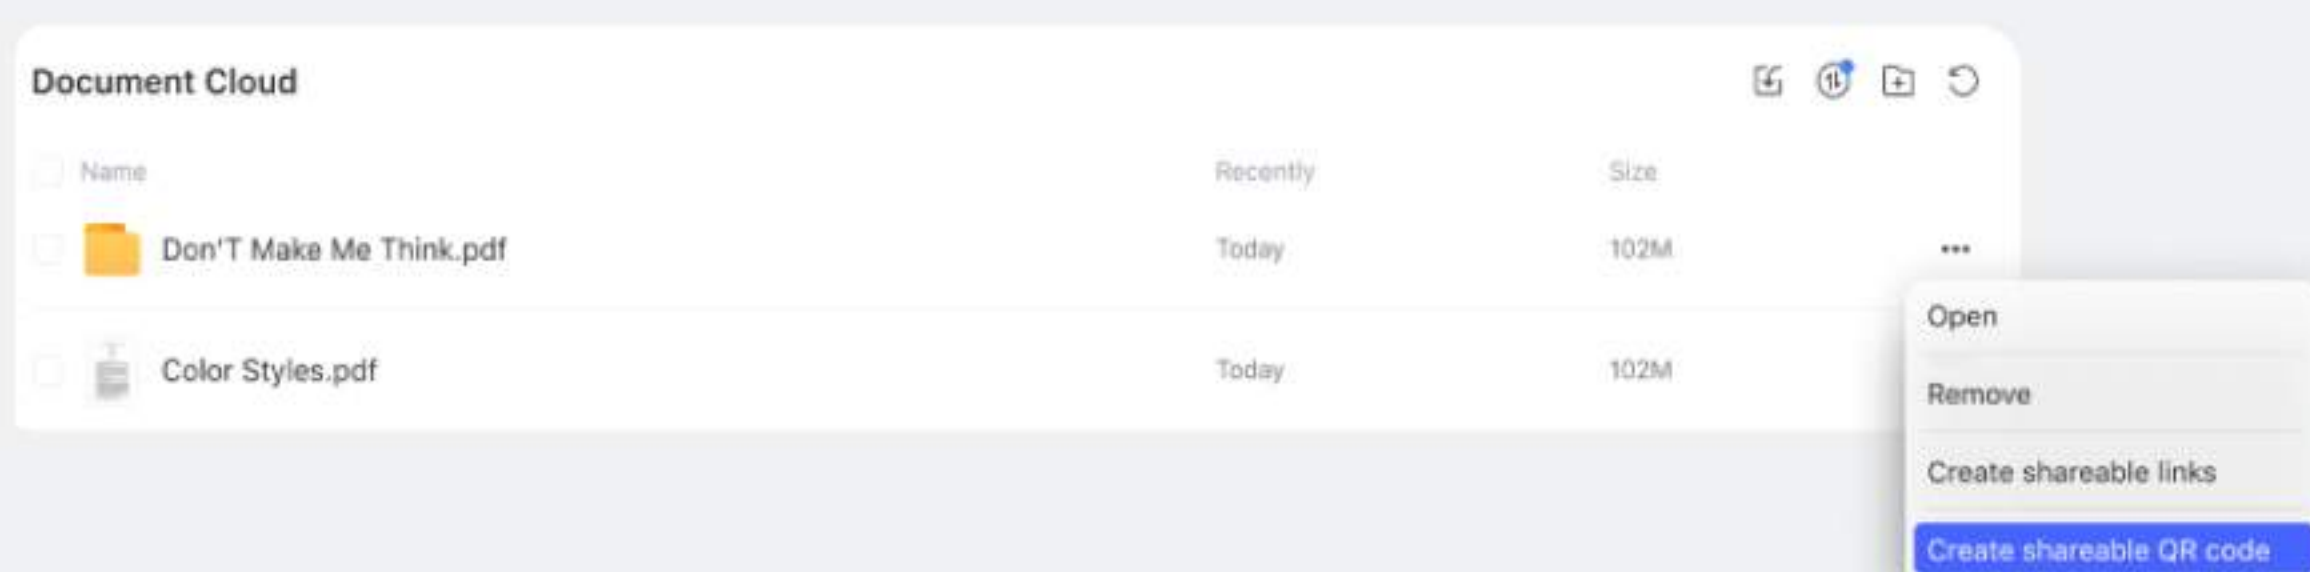 Document Cloud
Name Recently Size
Don'T Make Me Think.pdf Today 102M
Open
Color Styles.pdf Today 102M
Remove
Create shareable links
Create shareable QR code